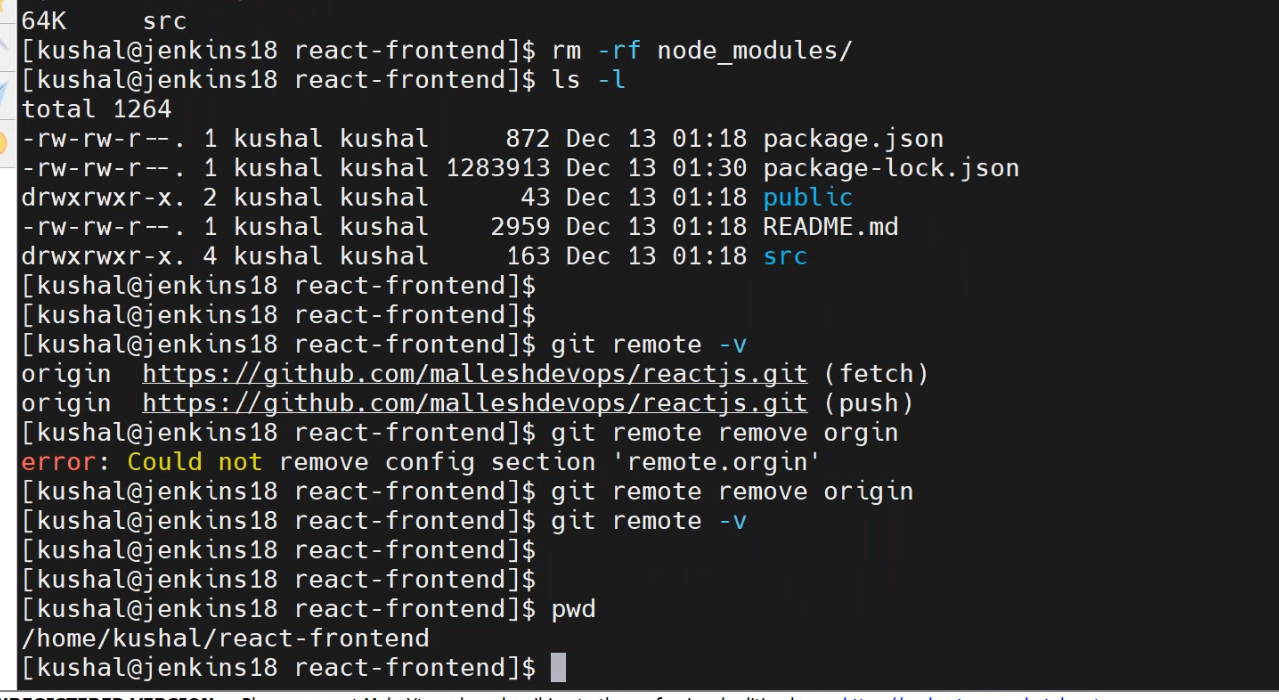 64K     src
[kushal@jenkins18 react-frontend]$ rm -rf node_modules/
[kushal@jenkins18 react-frontend]$ ls -l
total 1264
-rw-rw-r--. 1 kushal kushal     872 Dec 13 01:18 package.json
-rw-rw-r--. 1 kushal kushal 1283913 Dec 13 01:30 package-lock.json
drwxrwxr-x. 2 kushal kushal      43 Dec 13 01:18 public
-rw-rw-r--. 1 kushal kushal    2959 Dec 13 01:18 README.md
drwxrwxr-x. 4 kushal kushal     163 Dec 13 01:18 src
[kushal@jenkins18 react-frontend]$
[kushal@jenkins18 react-frontend]$
[kushal@jenkins18 react-frontend]$ git remote -v
origin  https://github.com/malleshdevops/reactjs.git (fetch)
origin  https://github.com/malleshdevops/reactjs.git (push)
[kushal@jenkins18 react-frontend]$ git remote remove orgin
error: Could not remove config section 'remote.orgin'
[kushal@jenkins18 react-frontend]$ git remote remove origin
[kushal@jenkins18 react-frontend]$ git remote -v
[kushal@jenkins18 react-frontend]$
[kushal@jenkins18 react-frontend]$
[kushal@jenkins18 react-frontend]$ pwd
/home/kushal/react-frontend
[kushal@jenkins18 react-frontend]$